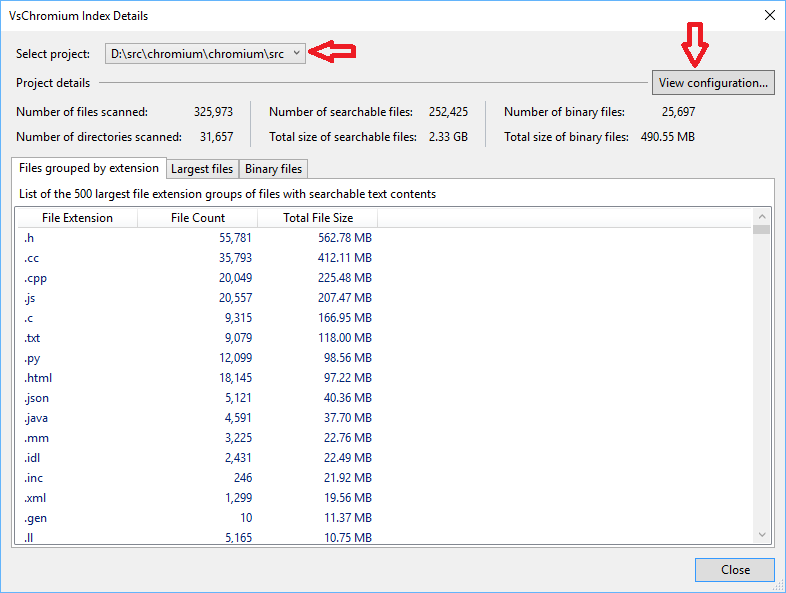 VsChromium Index Details
Select project: D:\src\chromium\chromium\src
Project details View configuration...
Number of files scanned: 325,973 Number of searchable files: 252,425 Number of binary files: 25,697
Number of directories scanned: 31,657 Total size of searchable files: 2.33 GB Total size of binary files: 490.55 MB
Files grouped by extension Largest files Binary files
List of the 500 largest file extension groups of files with searchable text contents
File Extension File Count Total File Size
.h 55,781 562.78 MB
.cc 35,793 412.11 MB
.cpp 20,049 225.48 MB
.js 20,557 207.47 MB
.c 9,315 166.95 MB
.txt 9,079 118.00 MB
.py 12,099 98.56 MB
.html 18,145 97.22 MB
.json 5,121 40.36 MB
.java 4,591 37.70 MB
.mm 3,225 22.76 MB
.idl 2,431 22.49 MB
.inc 246 21.92 MB
.xml 1,299 19.56 MB
.gen 10 11.37 MB
.ll 5,165 10.75 MB
Close